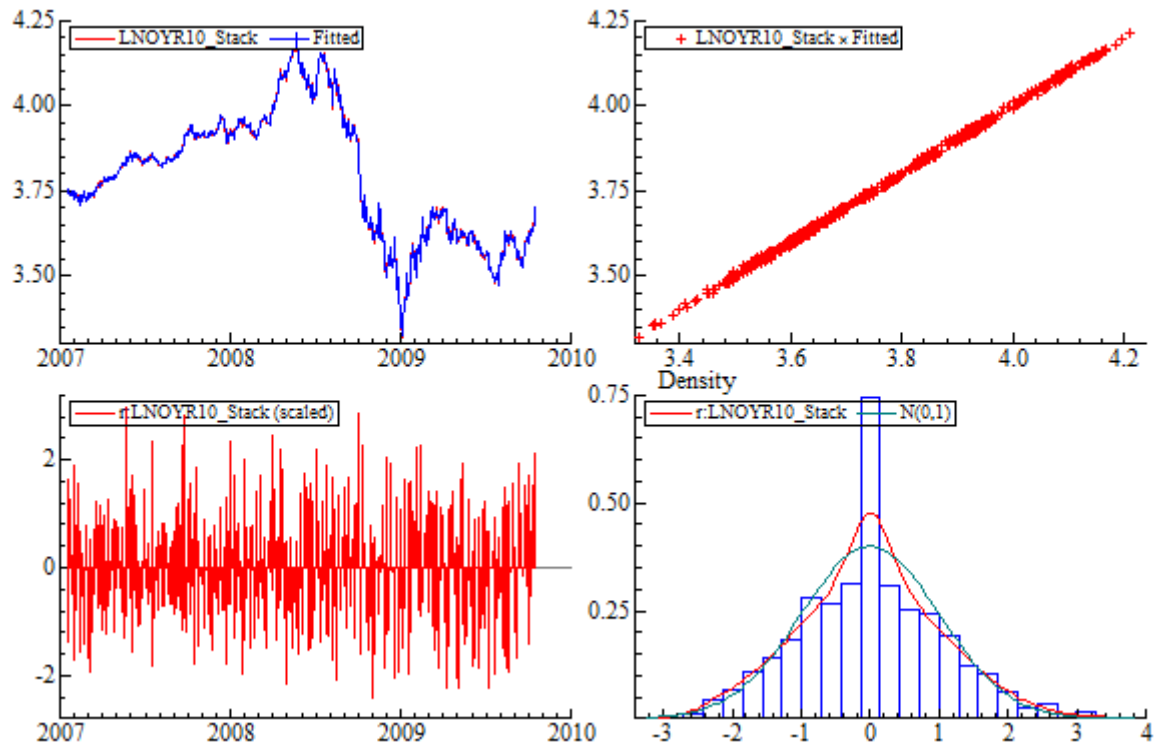 4.25
LNOYR10_Stack Fitted
4.00
3.75
3.50
2007 2008 2009 2010
4.25
LNOYR10_Stack × Fitted
4.00
3.75
3.50
3.4 3.6 3.8 4.0 4.2
r:LNOYR10_Stack (scaled)
2
0
-2
2007 2008 2009 2010
Density
0.75
r:LNOYR10_Stack N(0,1)
0.50
0.25
-3 -2 -1 0 1 2 3 4